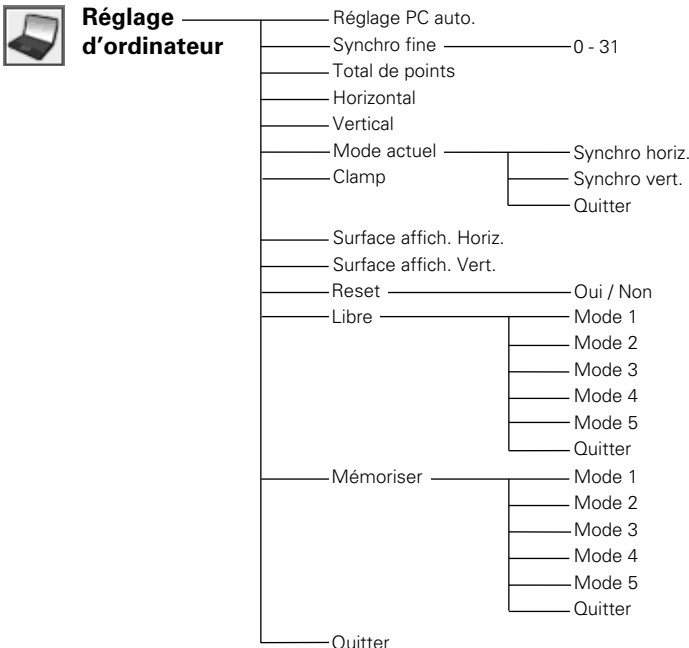 Réglage
d'ordinateur
Réglage PC auto.
Synchro fine
0 - 31
Total de points
Horizontal
Vertical
Mode actuel
Synchro horiz.
Clamp
Synchro vert.
Quitter
Surface affich. Horiz.
Surface affich. Vert.
Reset
Oui / Non
Libre
Mode 1
Mode 2
Mode 3
Mode 4
Mode 5
Quitter
Mémoriser
Mode 1
Mode 2
Mode 3
Mode 4
Mode 5
Quitter
Quitter